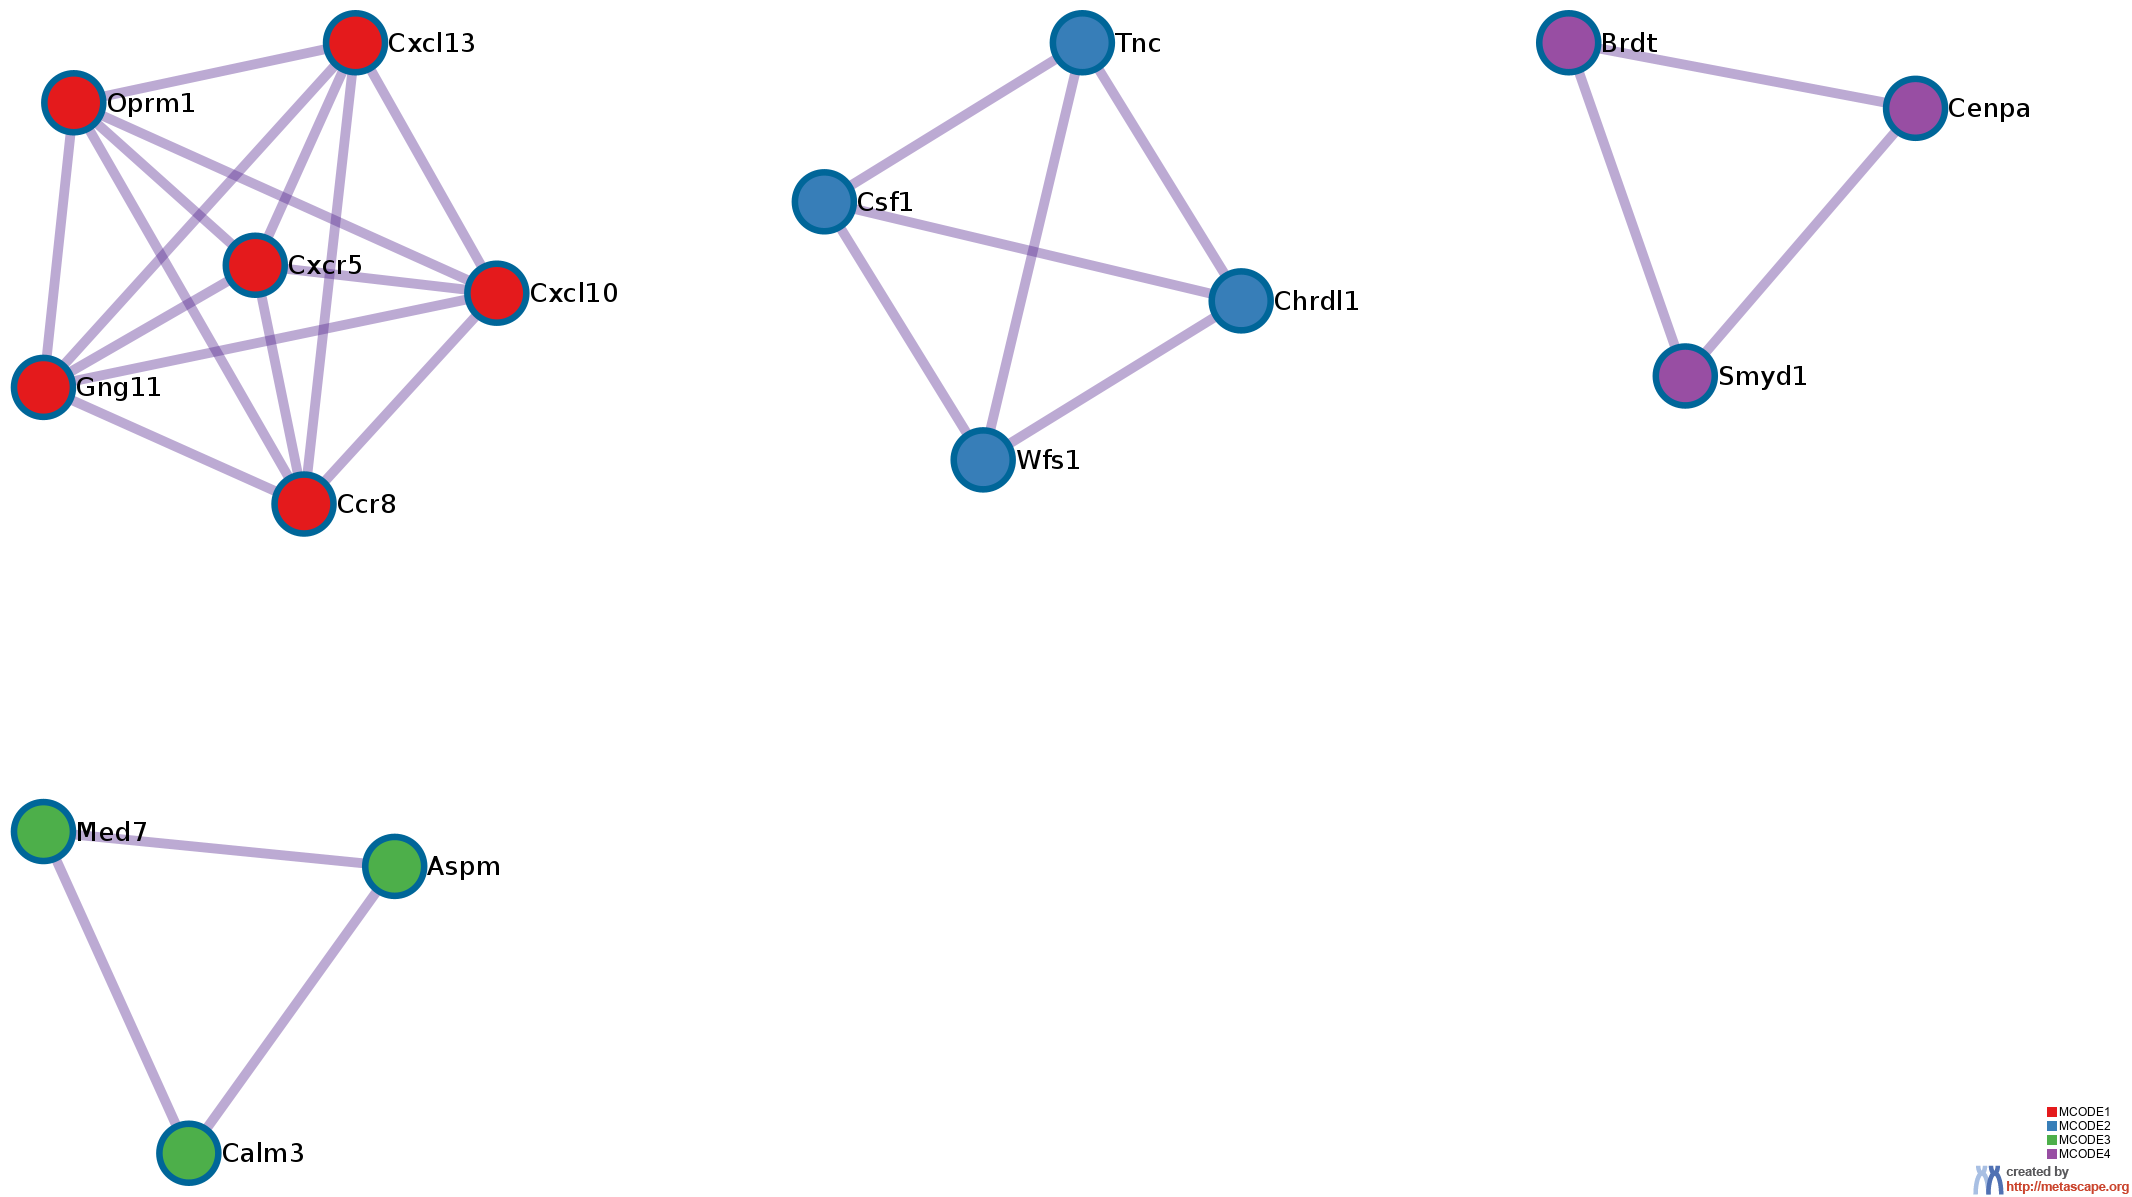 Cxcl13
Oprm1
Cxcr5
Cxcl10
Gng11
Ccr8
Tnc
Csf1
Chrdl1
Wfs1
Brdt
Cenpa
Smyd1
Med7
Aspm
Calm3
MCODE1
MCODE2
MCODE3
MCODE4
created by
http://metascape.org